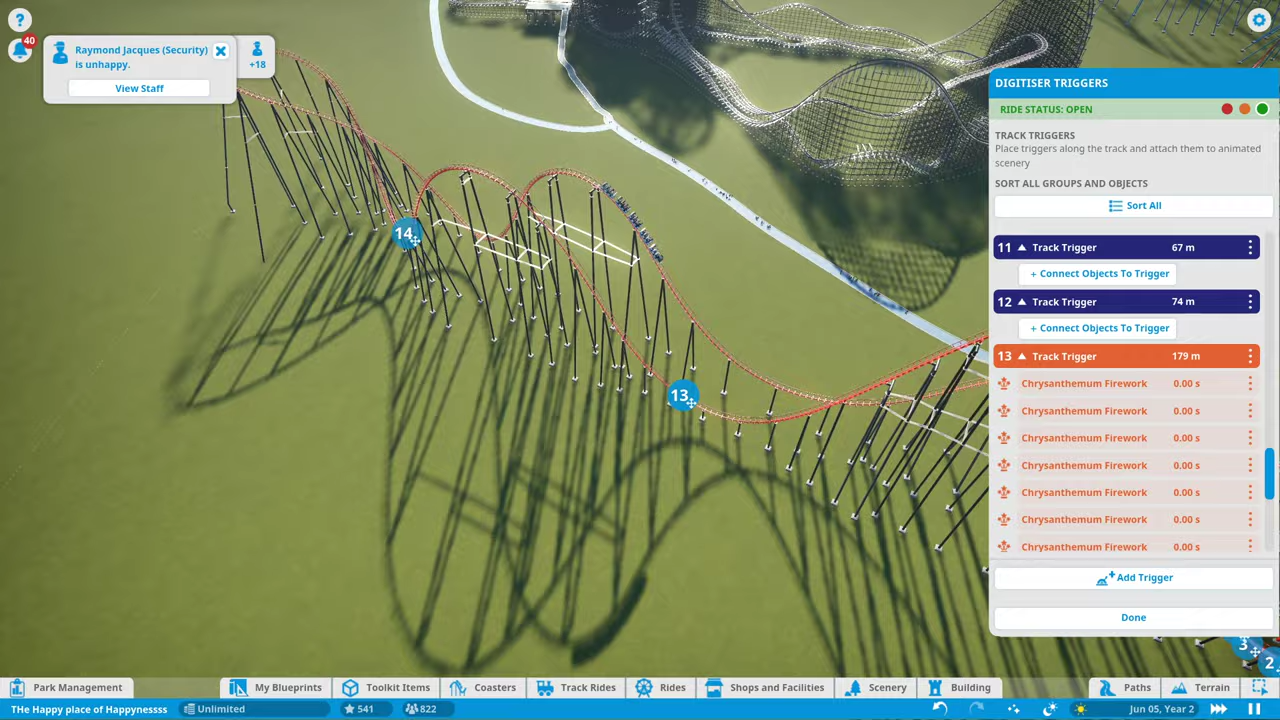 ?
40
Raymond Jacques (Security)
is unhappy.
+18
View Staff
DIGITISER TRIGGERS
RIDE STATUS: OPEN
TRACK TRIGGERS
Place triggers along the track and attach them to animated
scenery
SORT ALL GROUPS AND OBJECTS
Sort All
11 Track Trigger 67 m
+ Connect Objects To Trigger
12 Track Trigger 74 m
+ Connect Objects To Trigger
13 Track Trigger 179 m
Chrysanthemum Firework 0.00 s
Chrysanthemum Firework 0.00 s
Chrysanthemum Firework 0.00 s
Chrysanthemum Firework 0.00 s
Chrysanthemum Firework 0.00 s
Chrysanthemum Firework 0.00 s
Chrysanthemum Firework 0.00 s
Add Trigger
Done
14
13
3
2
Park Management
My Blueprints
Toolkit Items
Coasters
Track Rides
Rides
Shops and Facilities
Scenery
Building
Paths
Terrain
THe Happy place of Happynessss
Unlimited
541
822
Jun 05, Year 2